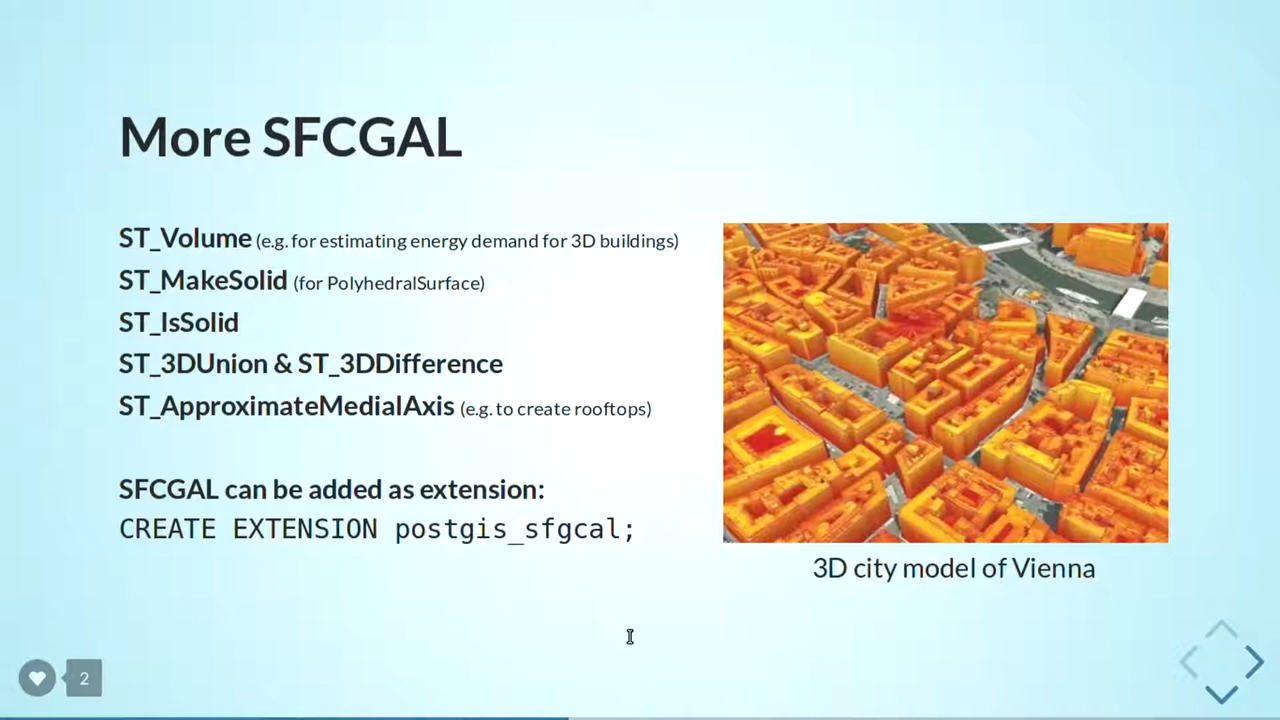 More SFCGAL
ST_Volume (e.g. for estimating energy demand for 3D buildings)
ST_MakeSolid (for PolyhedralSurface)
ST_IsSolid
ST_3DUnion & ST_3DDifference
ST_ApproximateMedialAxis (e.g. to create rooftops)
SFCGAL can be added as extension:
CREATE EXTENSION postgis_sfgcal;
3D city model of Vienna
2